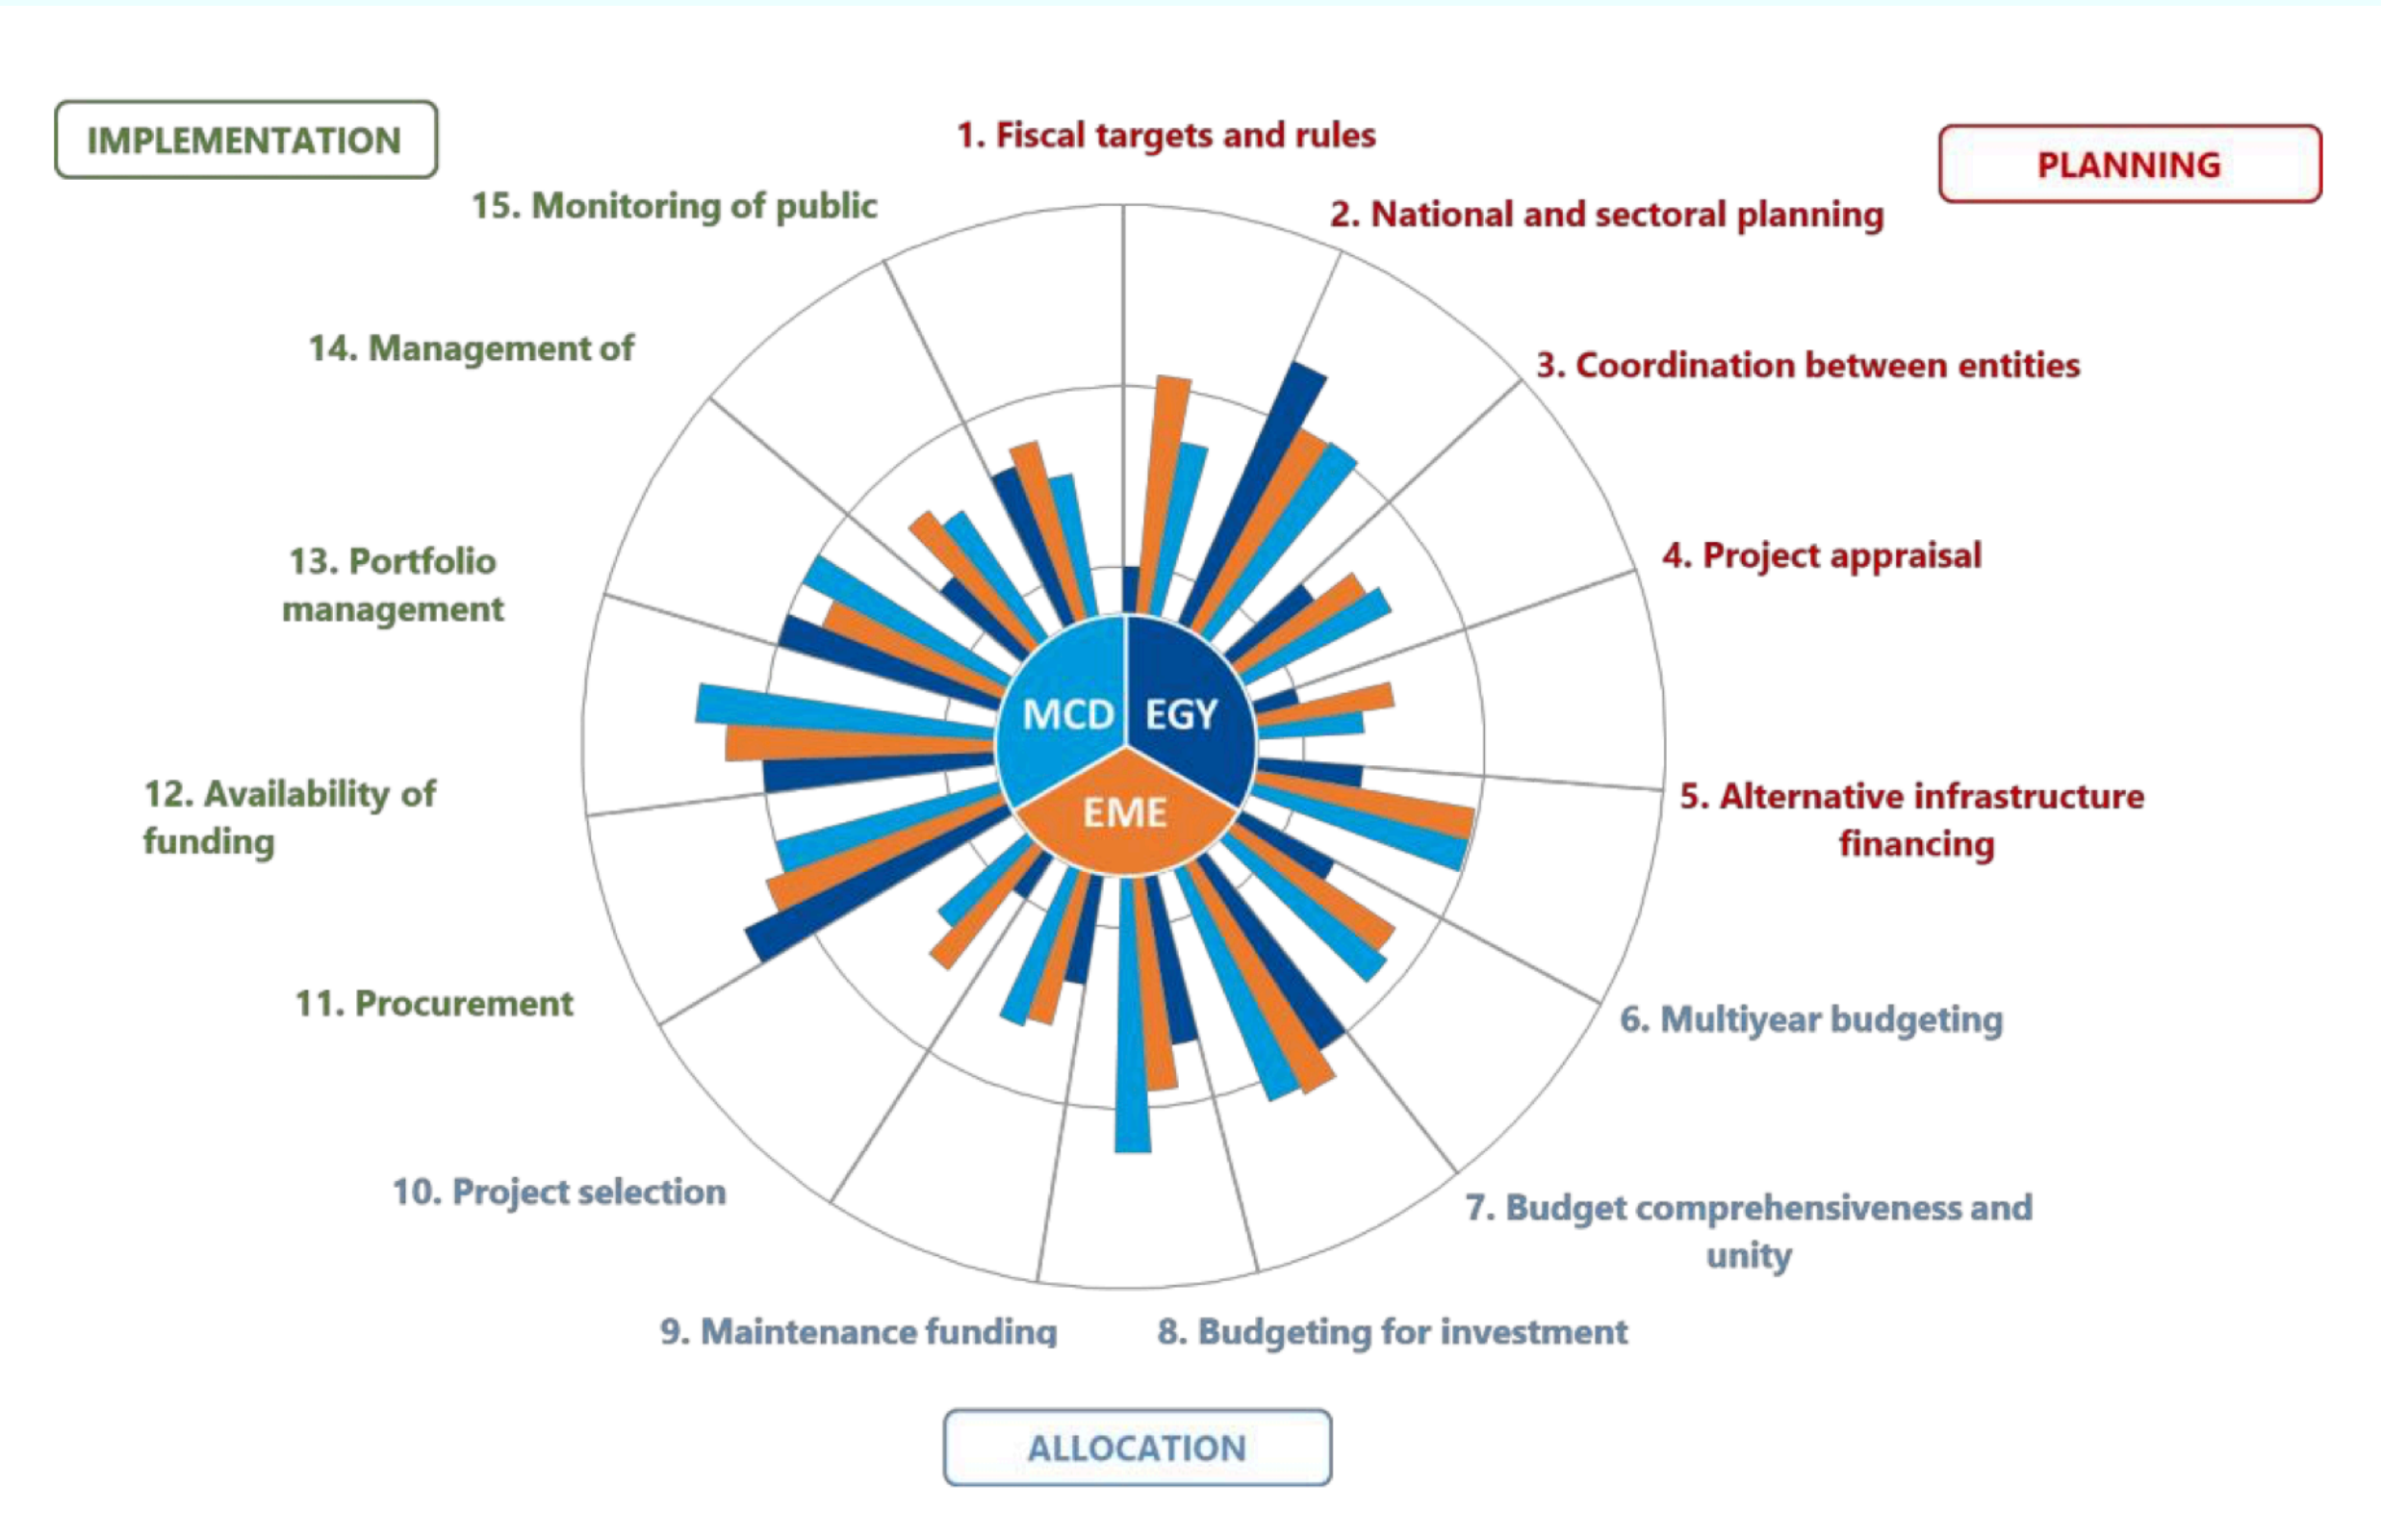 IMPLEMENTATION
PLANNING
1. Fiscal targets and rules
2. National and sectoral planning
3. Coordination between entities
4. Project appraisal
5. Alternative infrastructure
financing
6. Multiyear budgeting
7. Budget comprehensiveness and
unity
8. Budgeting for investment
9. Maintenance funding
10. Project selection
11. Procurement
12. Availability of
funding
13. Portfolio
management
14. Management of
15. Monitoring of public
MCD
EGY
EME
ALLOCATION